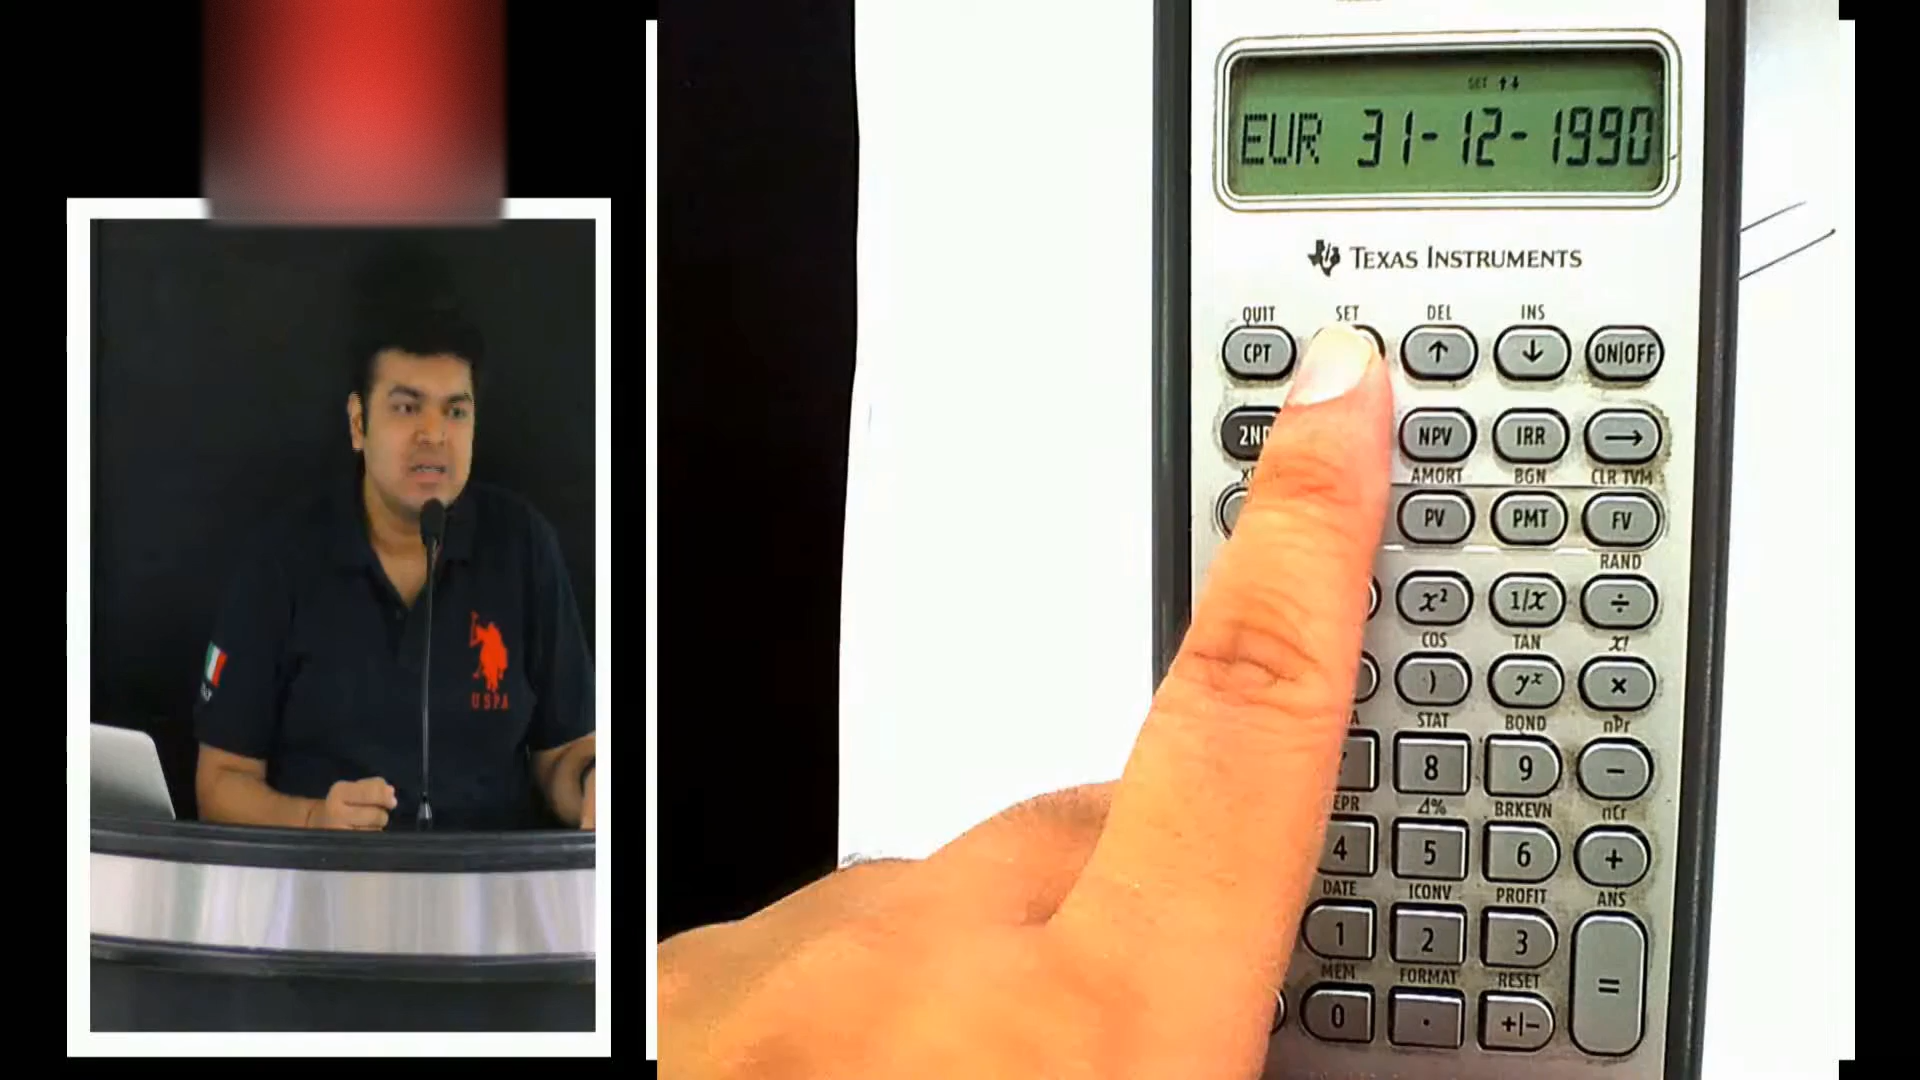 SET ↑↓
EUR 31-12-1990
TEXAS INSTRUMENTS
QUIT SET DEL INS
CPT ↑ ↓ ON|OFF
2ND NPV IRR →
AMORT BGN CLR TVM
PV PMT FV
RAND
x² 1/x ÷
COS TAN x!
) yˣ ×
STAT BOND nPr
8 9 −
Δ% BRKEVN nCr
4 5 6 +
DATE ICONV PROFIT ANS
1 2 3 =
MEM FORMAT RESET
0 . +|−
USPA